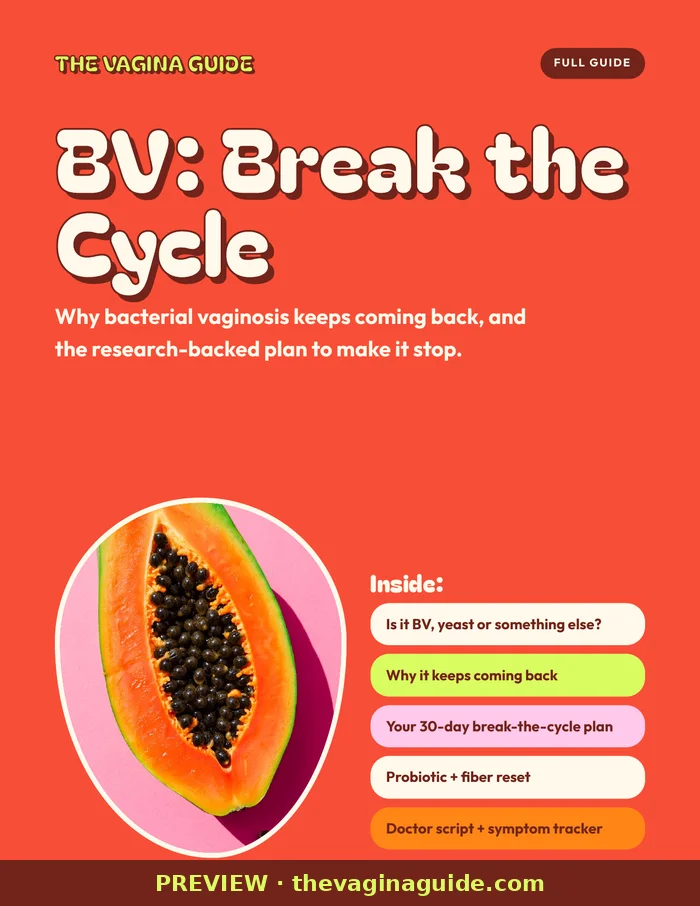 THE VAGINA GUIDE
FULL GUIDE
BV: Break the
Cycle
Why bacterial vaginosis keeps coming back, and
the research-backed plan to make it stop.
Inside:
Is it BV, yeast or something else?
Why it keeps coming back
Your 30-day break-the-cycle plan
Probiotic + fiber reset
Doctor script + symptom tracker
PREVIEW · thevaginaguide.com